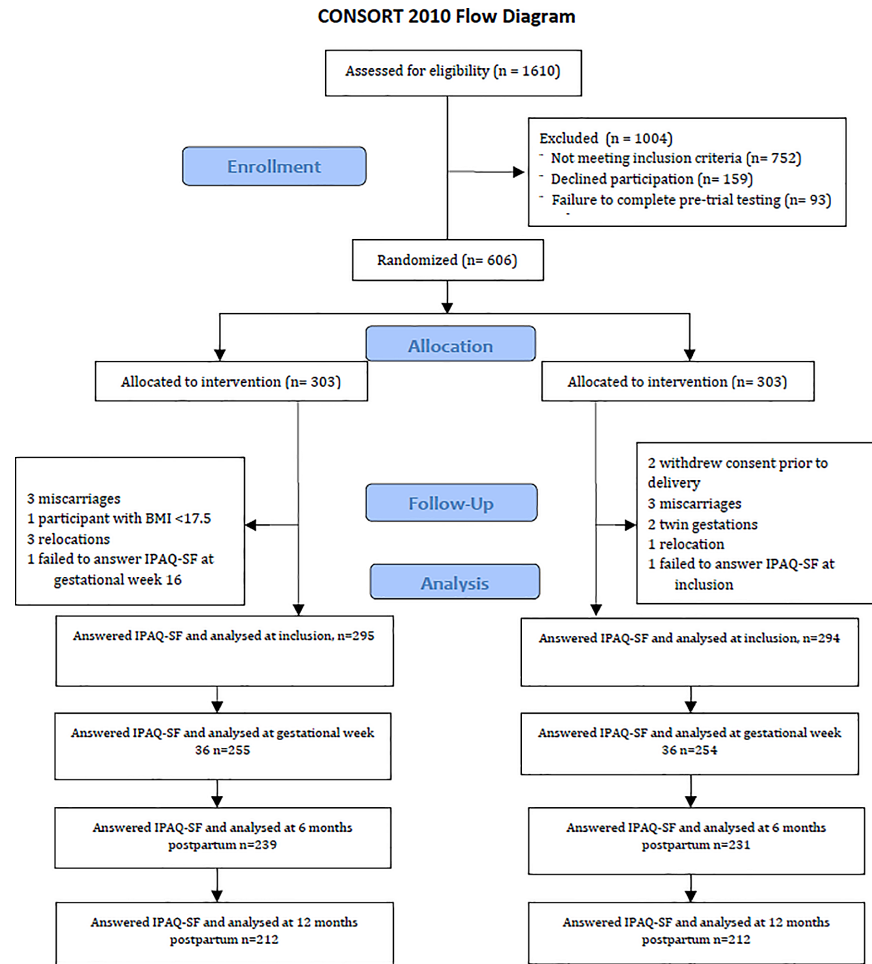 CONSORT 2010 Flow Diagram
Assessed for eligibility (n = 1610)
Enrollment
Excluded (n = 1004)
- Not meeting inclusion criteria (n= 752)
- Declined participation (n= 159)
- Failure to complete pre-trial testing (n= 93)
-
Randomized (n= 606)
Allocation
Allocated to intervention (n= 303)
Allocated to intervention (n= 303)
3 miscarriages
1 participant with BMI <17.5
3 relocations
1 failed to answer IPAQ-SF at
gestational week 16
Follow-Up
2 withdrew consent prior to
delivery
3 miscarriages
2 twin gestations
1 relocation
1 failed to answer IPAQ-SF at
inclusion
Analysis
Answered IPAQ-SF and analysed at inclusion, n=295
Answered IPAQ-SF and analysed at inclusion, n=294
Answered IPAQ-SF and analysed at gestational week
36 n=255
Answered IPAQ-SF and analysed at gestational week
36 n=254
Answered IPAQ-SF and analysed at 6 months
postpartum n=239
Answered IPAQ-SF and analysed at 6 months
postpartum n=231
Answered IPAQ-SF and analysed at 12 months
postpartum n=212
Answered IPAQ-SF and analysed at 12 months
postpartum n=212